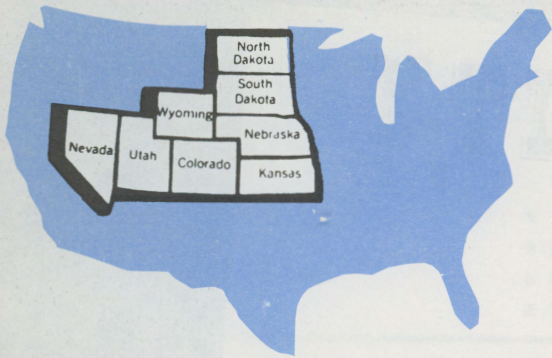 North
Dakota
South
Dakota
Wyoming
Nebraska
Nevada
Utah
Colorado
Kansas